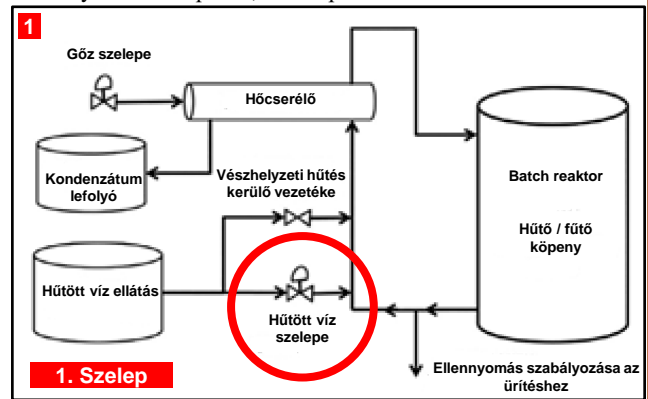 1
Gőz szelepe
Hőcserélő
Kondenzátum
lefolyó
Vészhelyzeti hűtés
kerülő vezetéke
Batch reaktor
Hűtő / fűtő
köpeny
Hűtött víz ellátás
Hűtött víz
szelepe
1. Szelep
Ellennyomás szabályozása az
ürítéshez